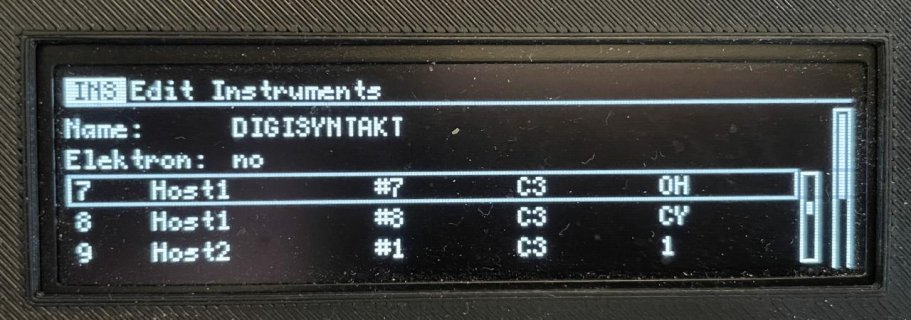 INS Edit Instruments
Name: DIGISYNTAKT
Elektron: no
7 Host1 #7 C3 OH
8 Host1 #8 C3 CY
9 Host2 #1 C3 1